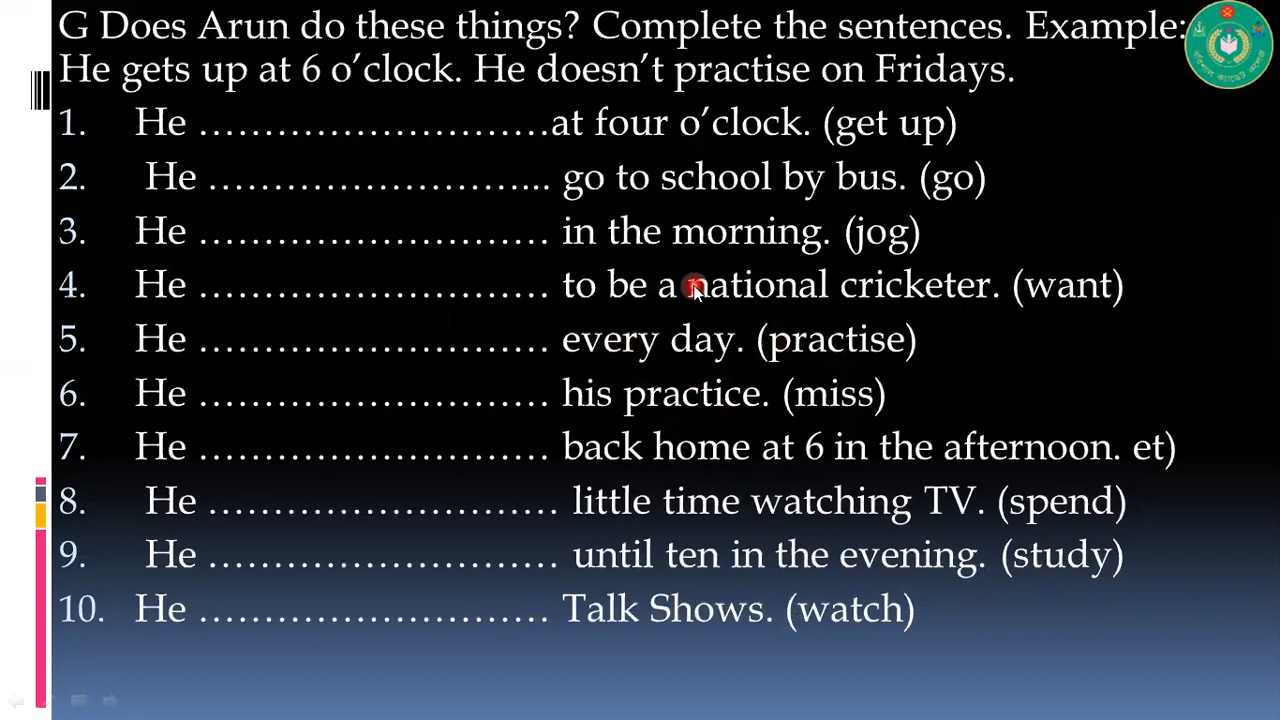 G Does Arun do these things? Complete the sentences. Example:
He gets up at 6 o’clock. He doesn’t practise on Fridays.
1. He ……………………………at four o’clock. (get up)
2. He …………………………... go to school by bus. (go)
3. He …………………………… in the morning. (jog)
4. He …………………………… to be a national cricketer. (want)
5. He …………………………… every day. (practise)
6. He …………………………… his practice. (miss)
7. He …………………………… back home at 6 in the afternoon. et)
8. He …………………………… little time watching TV. (spend)
9. He …………………………… until ten in the evening. (study)
10. He …………………………… Talk Shows. (watch)